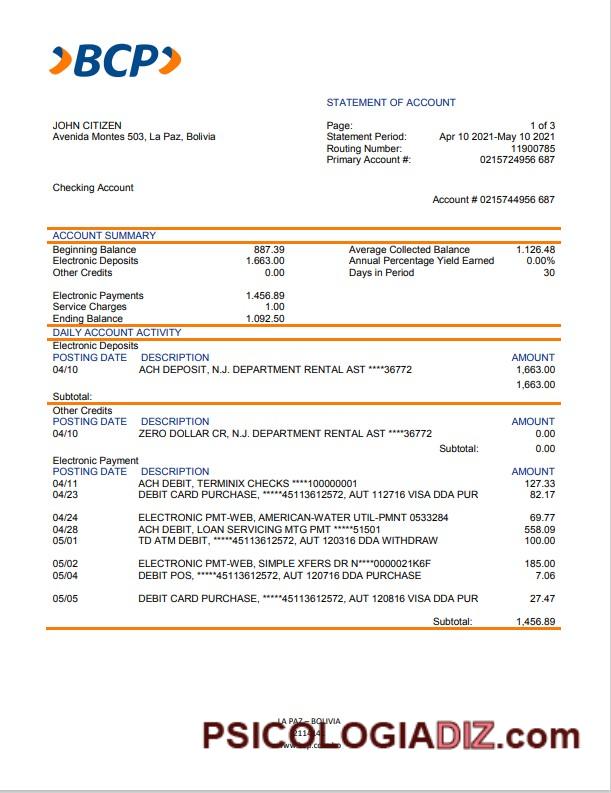 BCP
STATEMENT OF ACCOUNT
JOHN CITIZEN
Avenida Montes 503, La Paz, Bolivia
Page: 1 of 3
Statement Period: Apr 10 2021-May 10 2021
Routing Number: 11900785
Primary Account #: 0215724956 687
Checking Account
Account # 0215744956 687
ACCOUNT SUMMARY
Beginning Balance 887.39 Average Collected Balance 1.126.48
Electronic Deposits 1.663.00 Annual Percentage Yield Earned 0.00%
Other Credits 0.00 Days in Period 30
Electronic Payments 1.456.89
Service Charges 1.00
Ending Balance 1.092.50
DAILY ACCOUNT ACTIVITY
Electronic Deposits
POSTING DATE DESCRIPTION AMOUNT
04/10 ACH DEPOSIT, N.J. DEPARTMENT RENTAL AST ****36772 1,663.00
1,663.00
Subtotal:
Other Credits
POSTING DATE DESCRIPTION AMOUNT
04/10 ZERO DOLLAR CR, N.J. DEPARTMENT RENTAL AST ****36772 0.00
Subtotal: 0.00
Electronic Payment
POSTING DATE DESCRIPTION AMOUNT
04/11 ACH DEBIT, TERMINIX CHECKS ****100000001 127.33
04/23 DEBIT CARD PURCHASE, *****45113612572, AUT 112716 VISA DDA PUR 82.17
04/24 ELECTRONIC PMT-WEB, AMERICAN-WATER UTIL-PMNT 0533284 69.77
04/28 ACH DEBIT, LOAN SERVICING MTG PMT *****51501 558.09
05/01 TD ATM DEBIT, *****45113612572, AUT 120316 DDA WITHDRAW 100.00
05/02 ELECTRONIC PMT-WEB, SIMPLE XFERS DR N****0000021K6F 185.00
05/04 DEBIT POS, *****45113612572, AUT 120716 DDA PURCHASE 7.06
05/05 DEBIT CARD PURCHASE, *****45113612572, AUT 120816 VISA DDA PUR 27.47
Subtotal: 1,456.89
LA PAZ – BOLIVIA
PSICOLOGIADIZ.com